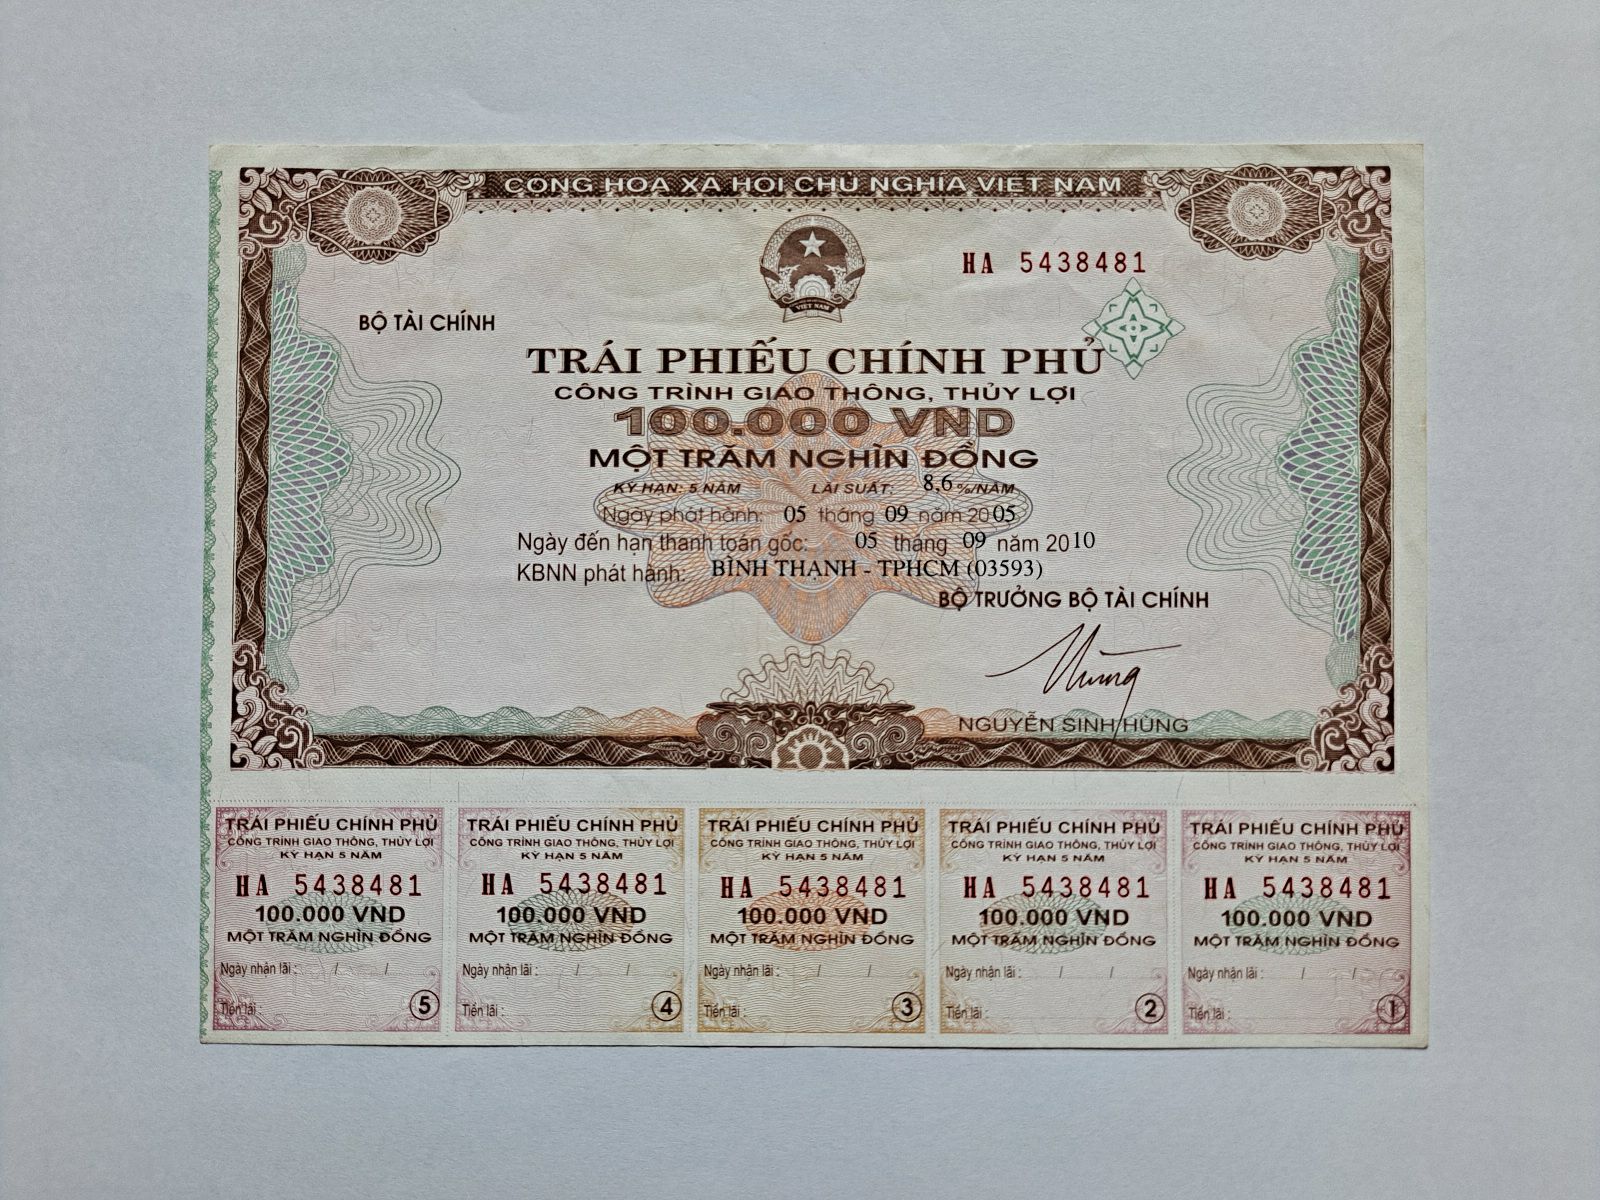 CỘNG HÒA XÃ HỘI CHỦ NGHĨA VIỆT NAM
VIỆT NAM
HA 5438481
BỘ TÀI CHÍNH
TRÁI PHIẾU CHÍNH PHỦ
CÔNG TRÌNH GIAO THÔNG, THỦY LỢI
100.000 VND
MỘT TRĂM NGHÌN ĐỒNG
KỲ HẠN: 5 NĂM LÃI SUẤT: 8,6 %/NĂM
Ngày phát hành: 05 tháng 09 năm 2005
Ngày đến hạn thanh toán gốc: 05 tháng 09 năm 2010
KBNN phát hành: BÌNH THẠNH - TPHCM (03593)
BỘ TRƯỞNG BỘ TÀI CHÍNH
Hùng
NGUYỄN SINH HÙNG
TRÁI PHIẾU CHÍNH PHỦ
CÔNG TRÌNH GIAO THÔNG, THỦY LỢI
KỲ HẠN 5 NĂM
HA 5438481
100.000 VND
MỘT TRĂM NGHÌN ĐỒNG
Ngày nhận lãi : / /
Tiền lãi :
5
TRÁI PHIẾU CHÍNH PHỦ
CÔNG TRÌNH GIAO THÔNG, THỦY LỢI
KỲ HẠN 5 NĂM
HA 5438481
100.000 VND
MỘT TRĂM NGHÌN ĐỒNG
Ngày nhận lãi : / /
Tiền lãi :
4
TRÁI PHIẾU CHÍNH PHỦ
CÔNG TRÌNH GIAO THÔNG, THỦY LỢI
KỲ HẠN 5 NĂM
HA 5438481
100.000 VND
MỘT TRĂM NGHÌN ĐỒNG
Ngày nhận lãi : / /
Tiền lãi :
3
TRÁI PHIẾU CHÍNH PHỦ
CÔNG TRÌNH GIAO THÔNG, THỦY LỢI
KỲ HẠN 5 NĂM
HA 5438481
100.000 VND
MỘT TRĂM NGHÌN ĐỒNG
Ngày nhận lãi : / /
Tiền lãi :
2
TRÁI PHIẾU CHÍNH PHỦ
CÔNG TRÌNH GIAO THÔNG, THỦY LỢI
KỲ HẠN 5 NĂM
HA 5438481
100.000 VND
MỘT TRĂM NGHÌN ĐỒNG
Ngày nhận lãi : / /
Tiền lãi :
1